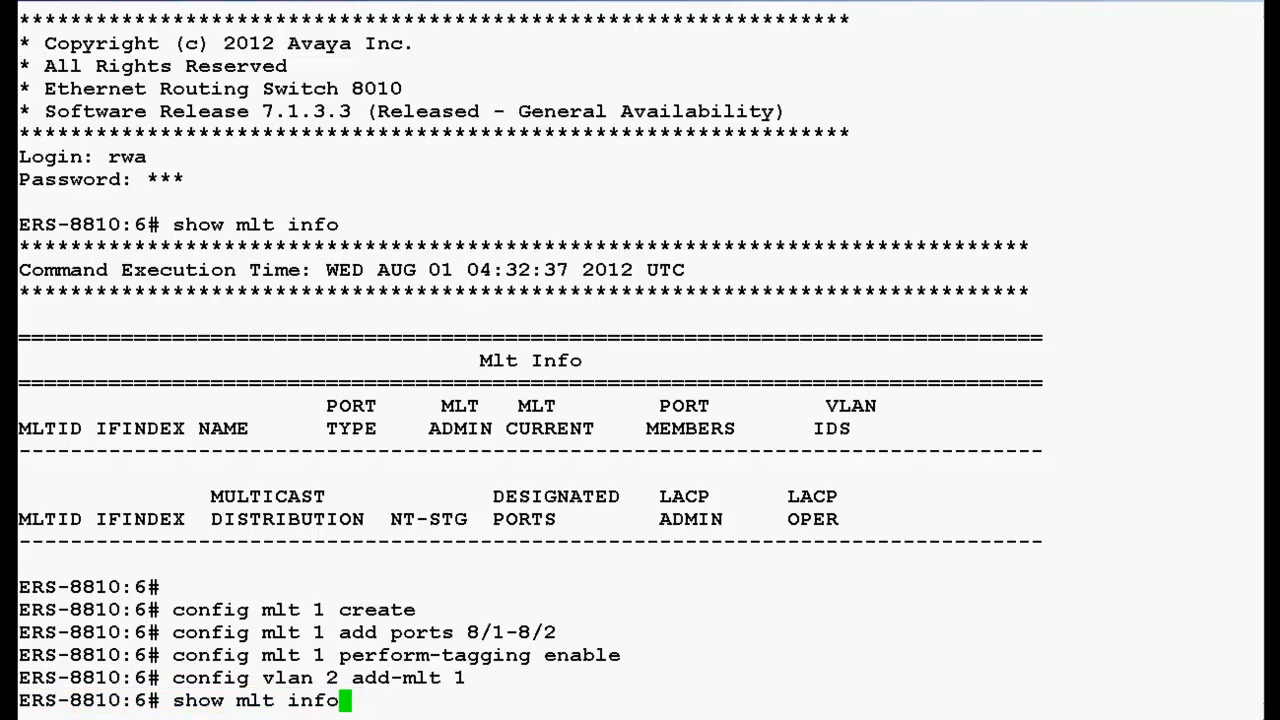 *****************************************************************
* Copyright (c) 2012 Avaya Inc.
* All Rights Reserved
* Ethernet Routing Switch 8010
* Software Release 7.1.3.3 (Released - General Availability)
*****************************************************************
Login: rwa
Password: ***
ERS-8810:6# show mlt info
*******************************************************************************
Command Execution Time: WED AUG 01 04:32:37 2012 UTC
*******************************************************************************
================================================================================
Mlt Info
================================================================================
PORT MLT MLT PORT VLAN
MLTID IFINDEX NAME TYPE ADMIN CURRENT MEMBERS IDS
--------------------------------------------------------------------------------
MULTICAST DESIGNATED LACP LACP
MLTID IFINDEX DISTRIBUTION NT-STG PORTS ADMIN OPER
--------------------------------------------------------------------------------
ERS-8810:6#
ERS-8810:6# config mlt 1 create
ERS-8810:6# config mlt 1 add ports 8/1-8/2
ERS-8810:6# config mlt 1 perform-tagging enable
ERS-8810:6# config vlan 2 add-mlt 1
ERS-8810:6# show mlt info